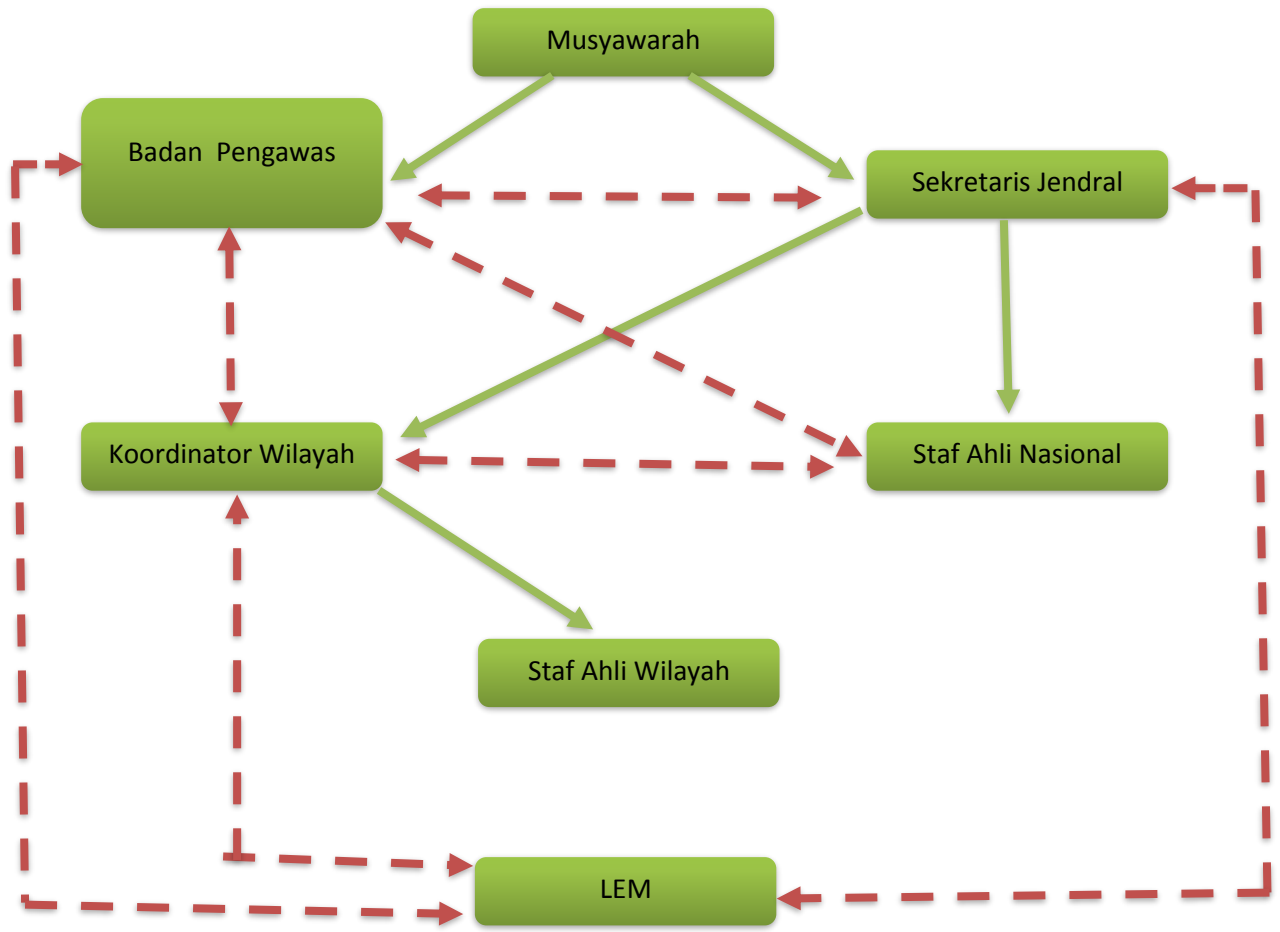 Musyawarah
Badan  Pengawas
Sekretaris Jendral
Koordinator Wilayah
Staf Ahli Nasional
Staf Ahli Wilayah
LEM